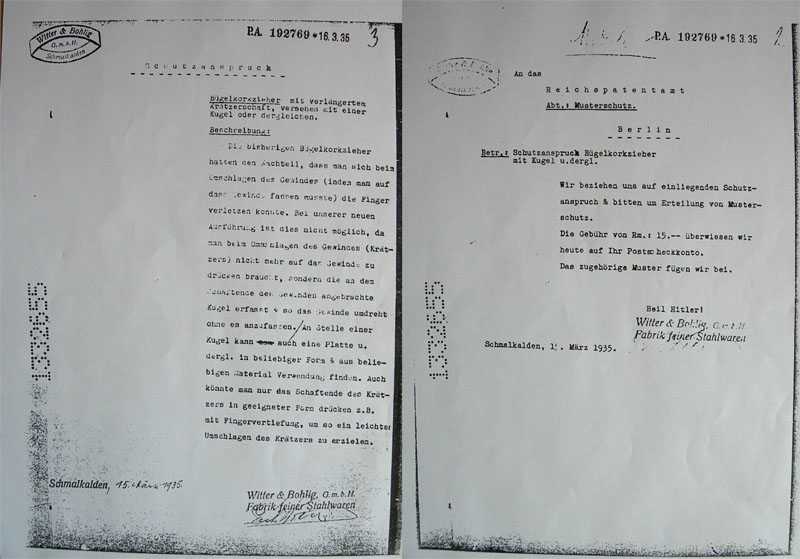 Witter & Bohlig
G.m.b.H.
Schmalkalden
P.A. 192769 *16.3.35
3
Schutzanspruck
Bügelkorkzieher mit verlängertem
Krätzerschaft, versehen mit einer
Kugel oder dergleichen.
Beschreibung:
Die bisherigen Bügelkorkzieher
hatten den Nachteil, dass man sich beim
Umschlagen des Gewindes (indem man auf
dass Gewinde fassen musste) die Finger
verletzen konnte. Bei unserer neuen
Ausführung ist dies nicht möglich, da
man beim Umschlagen des Gewindes (Krät-
zers) nicht mehr auf das Gewinde zu
drücken braucht, sondern die an dem
Schaftende des Gewindes angebrachte
Kugel erfasst & so das Gewinde umdreht
ohne es anzufassen./An Stelle einer
Kugel kann auch eine Platte u.
dergl. in beliebiger Form & aus belie-
bigen Material Verwendung finden. Auch
könnte man nur das Schaftende des Krät-
zers in geeigneter Form drücken z.B.
mit Fingervertiefung, um so ein leichtes
Umschlagen des Krätzers zu erzielen.
Schmalkalden, 15. März 1935.
Witter & Bohlig, G.m.b.H.
Fabrik feiner Stahlwaren
1330655
P.A. 192769 *16.3.35
An das
Reichspatentamt
Abt.: Musterschutz.
Berlin
Betr.: Schutzanspruck Bügelkorkzieher
mit Kugel u.dergl.
Wir beziehen uns auf einliegenden Schutz-
anspruch & bitten um Erteilung von Muster-
schutz.
Die Gebühr von Rm.: 15.-- überwiesen wir
heute auf Ihr Postscheckkonto.
Das zugehörige Muster fügen wir bei.
Heil Hitler!
Witter & Bohlig, G.m.b.H.
Fabrik feiner Stahlwaren
Schmalkalden, März 1935.
1330655